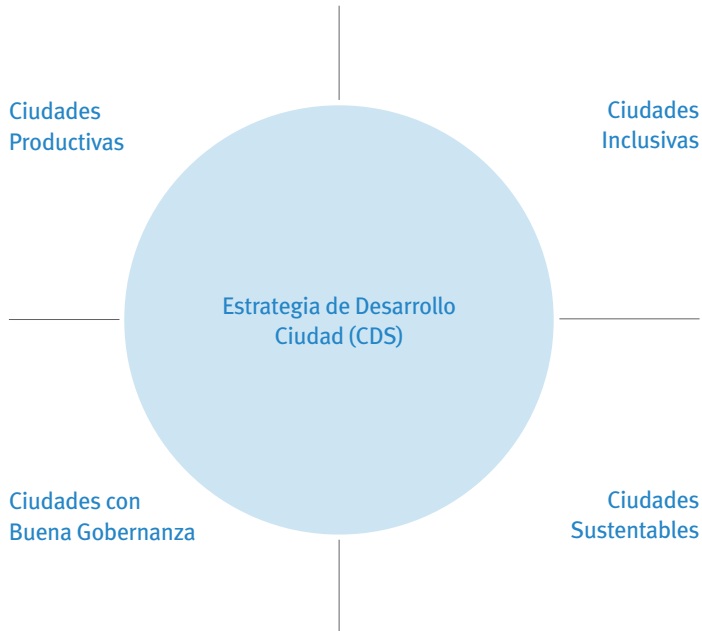 Ciudades
Productivas
Ciudades
Inclusivas
Estrategia de Desarrollo
Ciudad (CDS)
Ciudades con
Buena Gobernanza
Ciudades
Sustentables